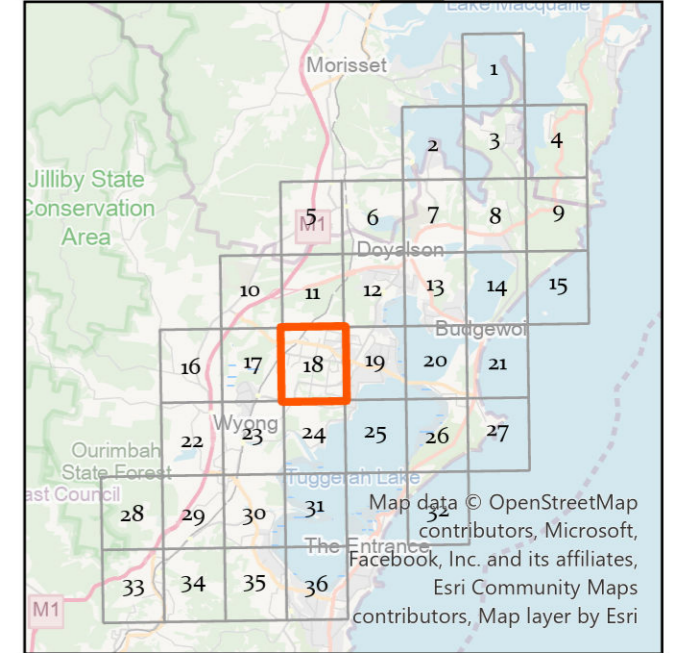 Lake Macquarie
Morisset
1
2
3
4
Jilliby State
Conservation
Area
5
M1
6
7
8
9
Doyalson
10
11
12
13
14
15
Budgewoi
16
17
18
19
20
21
Wyong
22
23
24
25
26
27
Ourimbah
State Forest
ast Council
Tuggerah Lake
28
29
30
31
32
The Entrance
33
34
35
36
M1
Map data © OpenStreetMap
contributors, Microsoft,
Facebook, Inc. and its affiliates,
Esri Community Maps
contributors, Map layer by Esri